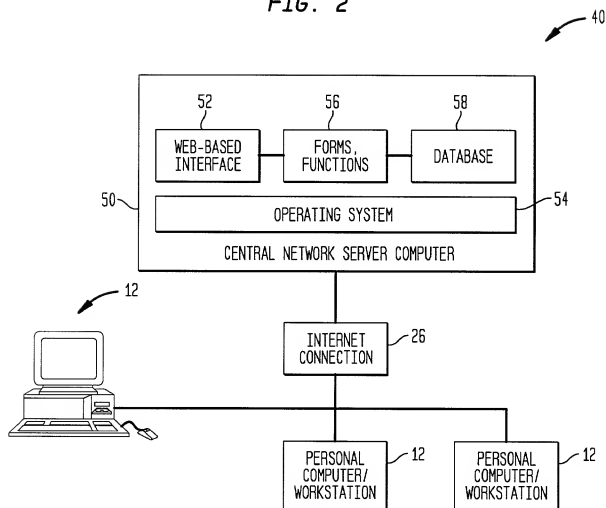 FIG. 2
40
52
56
58
WEB-BASED
INTERFACE
FORMS,
FUNCTIONS
DATABASE
50
OPERATING SYSTEM
54
CENTRAL NETWORK SERVER COMPUTER
12
INTERNET
CONNECTION
26
PERSONAL
COMPUTER/
WORKSTATION
12
PERSONAL
COMPUTER/
WORKSTATION
12